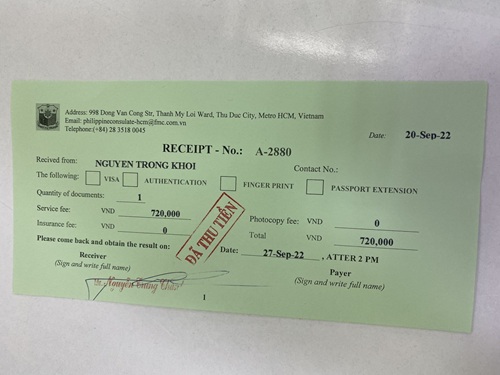 Address: 998 Dong Van Cong Str, Thanh My Loi Ward, Thu Duc City, Metro HCM, Vietnam
Email: philippineconsulate-hcm@fmc.com.vn
Telephone:(+84) 28 3518 0045
Date: 20-Sep-22
RECEIPT - No.: A-2880
Recived from: NGUYEN TRONG KHOI Contact No.:
The following: VISA AUTHENTICATION FINGER PRINT PASSPORT EXTENSION
Quantity of documents: 1
Service fee: VND 720,000 Photocopy fee: VND 0
Insurance fee: VND 0 Total VND 720,000
ĐÃ THU TIỀN
Please come back and obtain the result on: Date: 27-Sep-22 , ATTER 2 PM
Receiver Payer
(Sign and write full name) (Sign and write full name)
Nguyễn
1